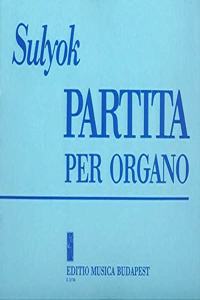 Sulyok
PARTITA
PER ORGANO
EDITIO MUSICA BUDAPEST